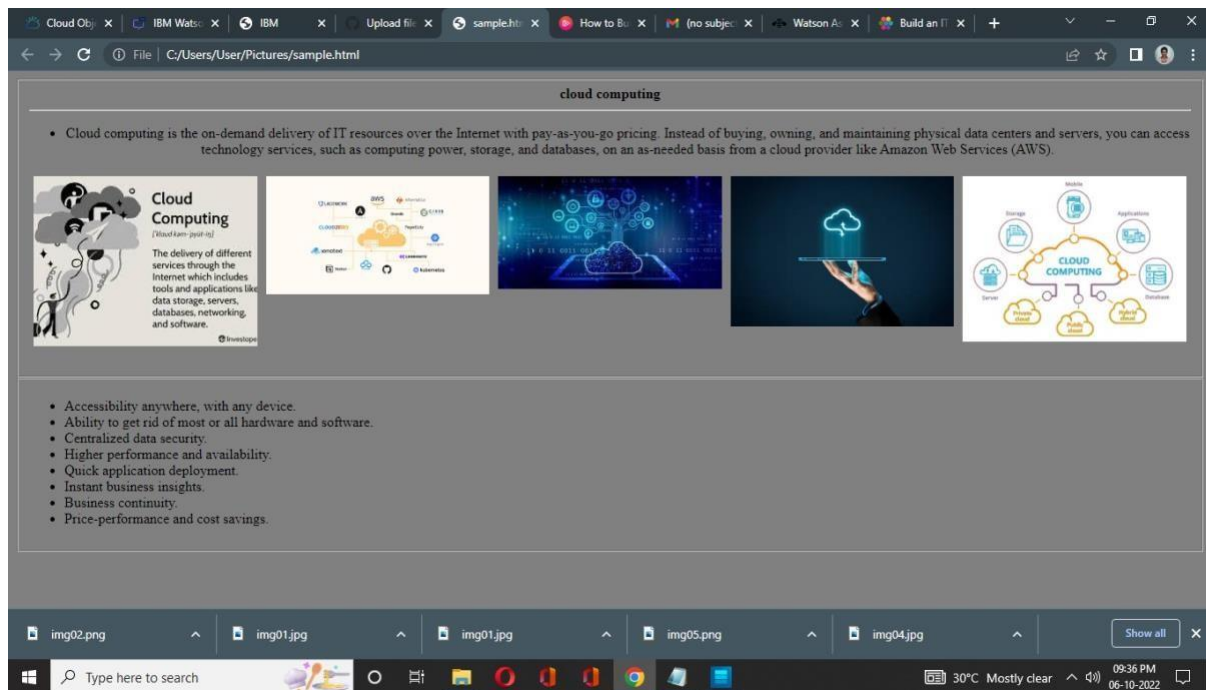 Cloud Obj
IBM Watso
IBM
Upload file
sample.htm
How to Bu
(no subjec
Watson As
Build an IT
File | C:/Users/User/Pictures/sample.html
cloud computing
• Cloud computing is the on-demand delivery of IT resources over the Internet with pay-as-you-go pricing. Instead of buying, owning, and maintaining physical data centers and servers, you can access
technology services, such as computing power, storage, and databases, on an as-needed basis from a cloud provider like Amazon Web Services (AWS).
Cloud
Computing
The delivery of different
services through the
Internet which includes
tools and applications like
data storage, servers,
databases, networking,
and software.
Investope
aws
kubernetes
Mobile
Storage
Applications
CLOUD
COMPUTING
Server
Database
Private
cloud
Public
cloud
Hybrid
cloud
• Accessibility anywhere, with any device.
• Ability to get rid of most or all hardware and software.
• Centralized data security.
• Higher performance and availability.
• Quick application deployment.
• Instant business insights.
• Business continuity.
• Price-performance and cost savings.
img02.png
img01.jpg
img01.jpg
img05.png
img04.jpg
Show all
Type here to search
30°C Mostly clear
09:36 PM
06-10-2022